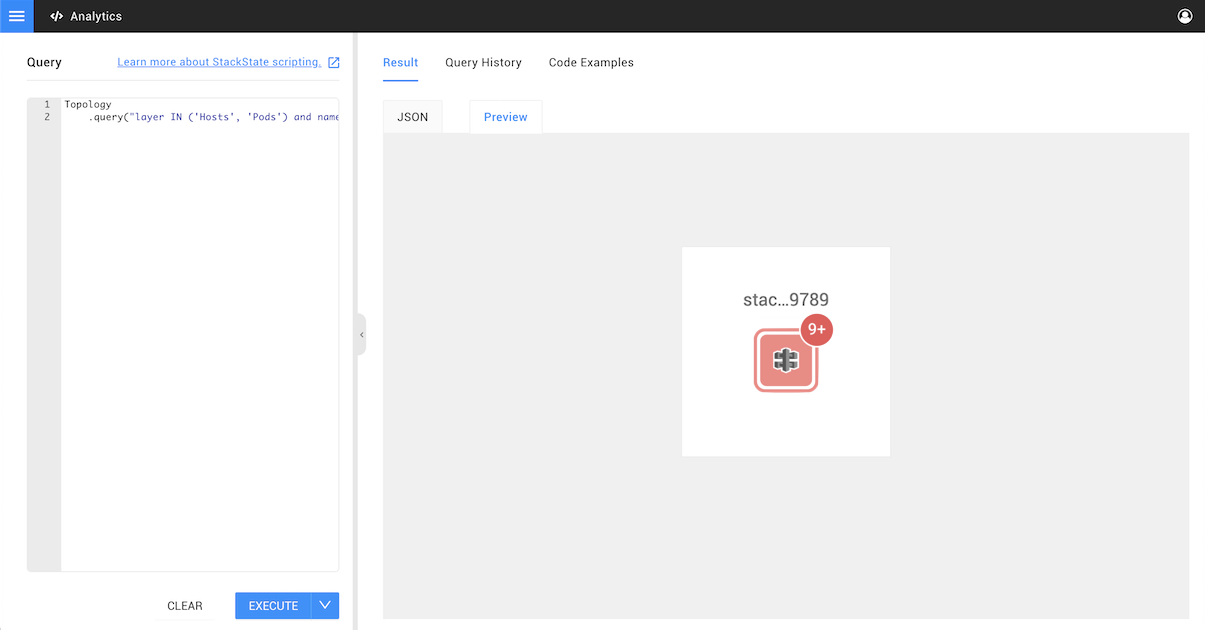 Analytics
Query
Learn more about StackState scripting.
1 Topology
2 .query("layer IN ('Hosts', 'Pods') and name
CLEAR
EXECUTE
Result
Query History
Code Examples
JSON
Preview
stac...9789
9+